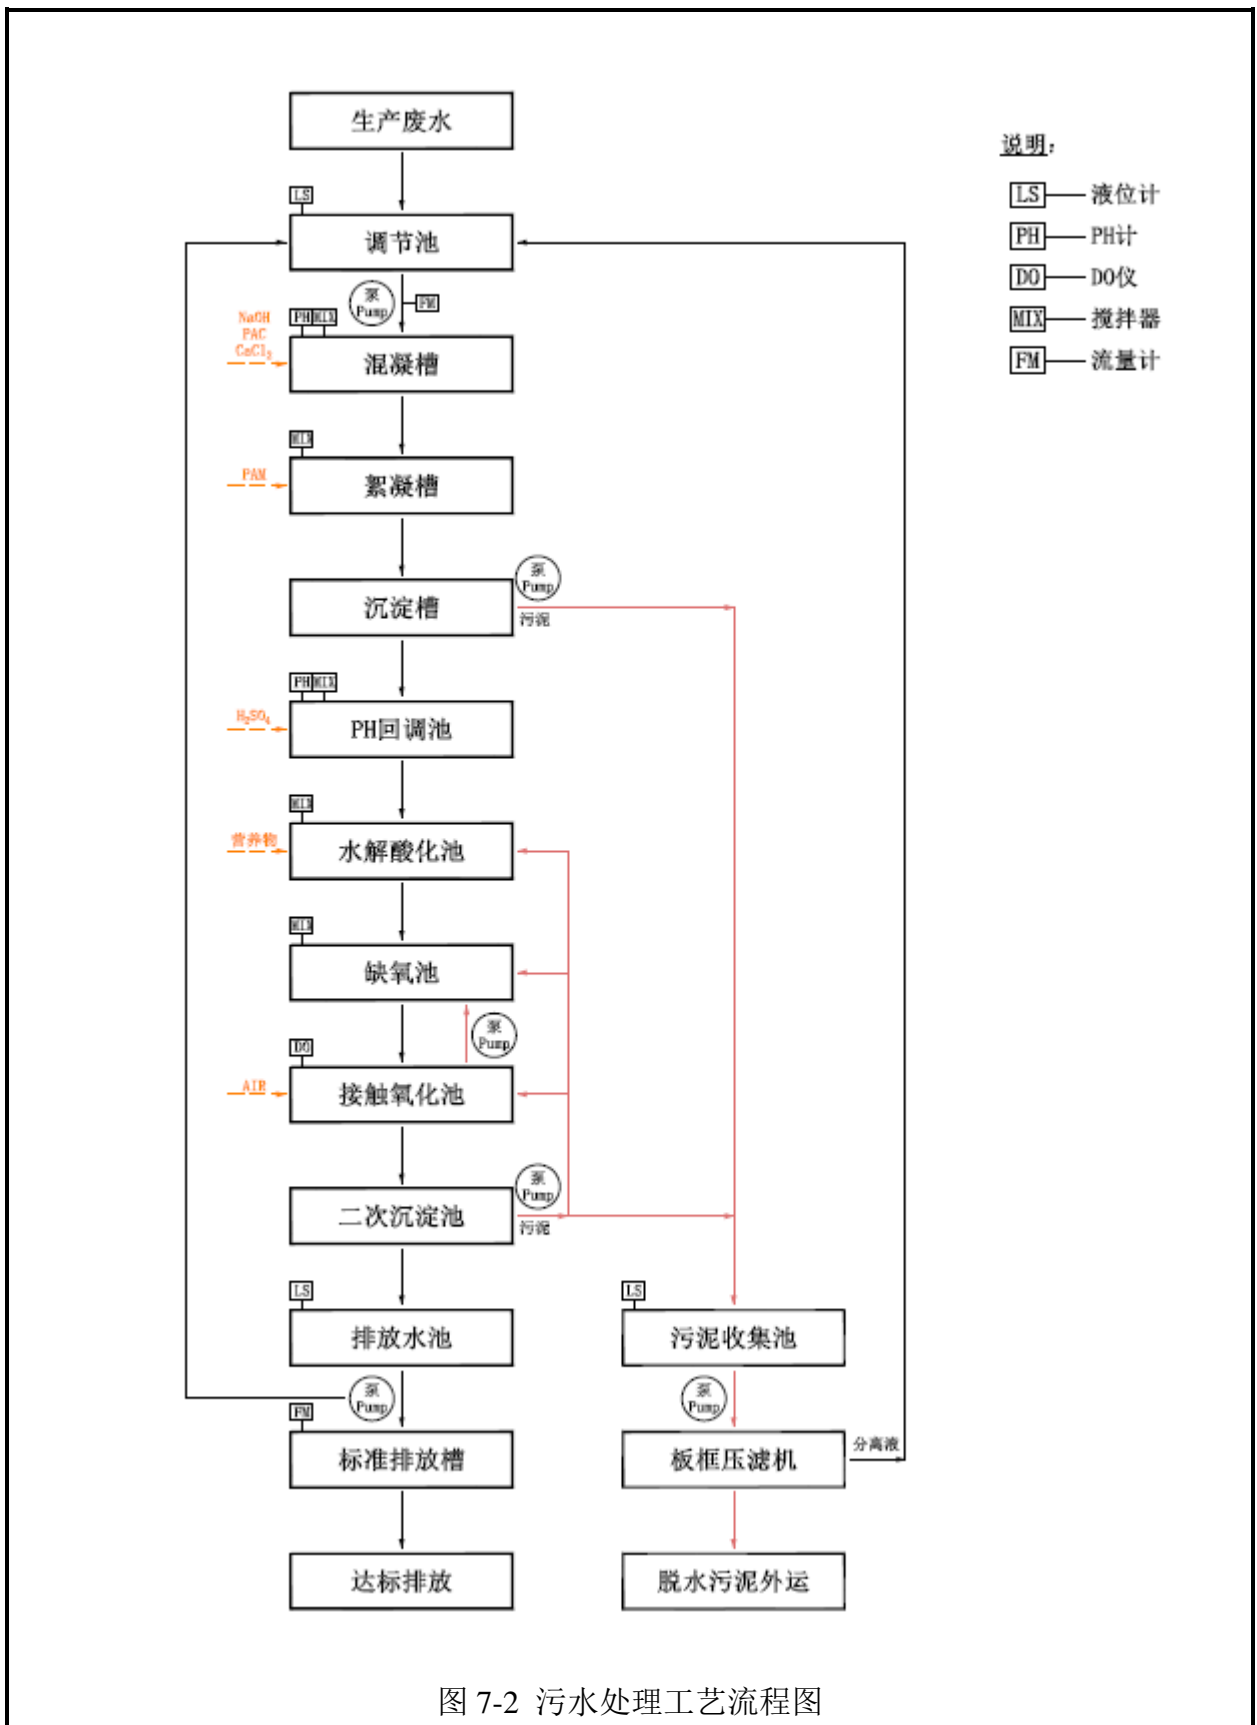 生产废水
说明:
LS
LS 液位计
调节池
PH PH计
泵
Pump
FM
DO DO仪
NaOH
PAC
CaCl₂
PH MIX
MIX 搅拌器
混凝槽
FM 流量计
MIX
PAM
絮凝槽
泵
Pump
沉淀槽
污泥
PH MIX
H₂SO₄
PH回调池
MIX
营养物
水解酸化池
MIX
缺氧池
泵
Pump
DO
AIR
接触氧化池
泵
Pump
二次沉淀池
污泥
LS
LS
排放水池
污泥收集池
泵
Pump
泵
Pump
FM
标准排放槽
板框压滤机
分离液
达标排放
脱水污泥外运
图 7-2 污水处理工艺流程图